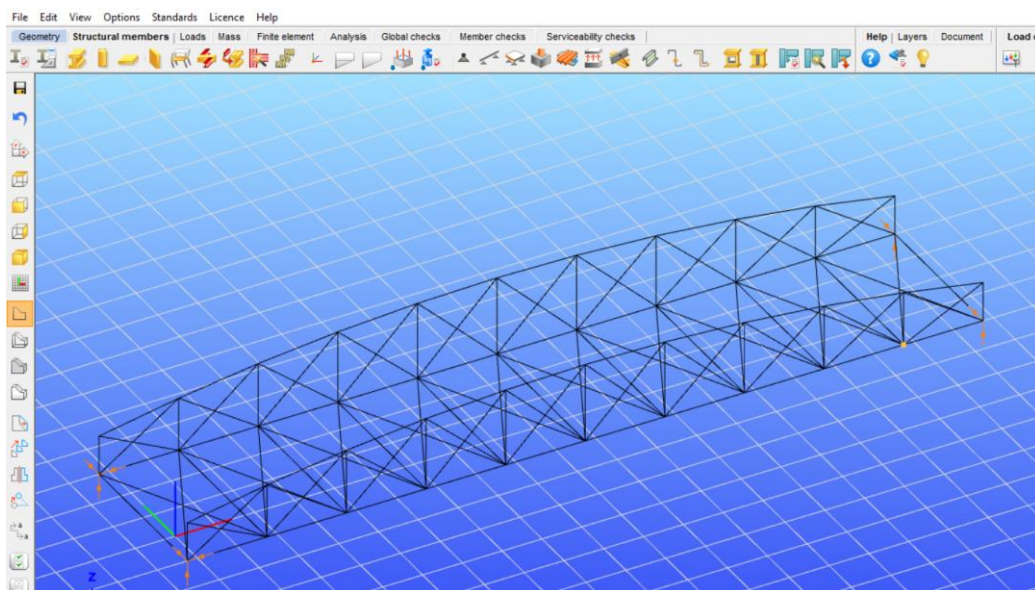 File Edit View Options Standards Licence Help
Geometry Structural members Loads Mass Finite element Analysis Global checks Member checks Serviceability checks Help Layers Document Load
z